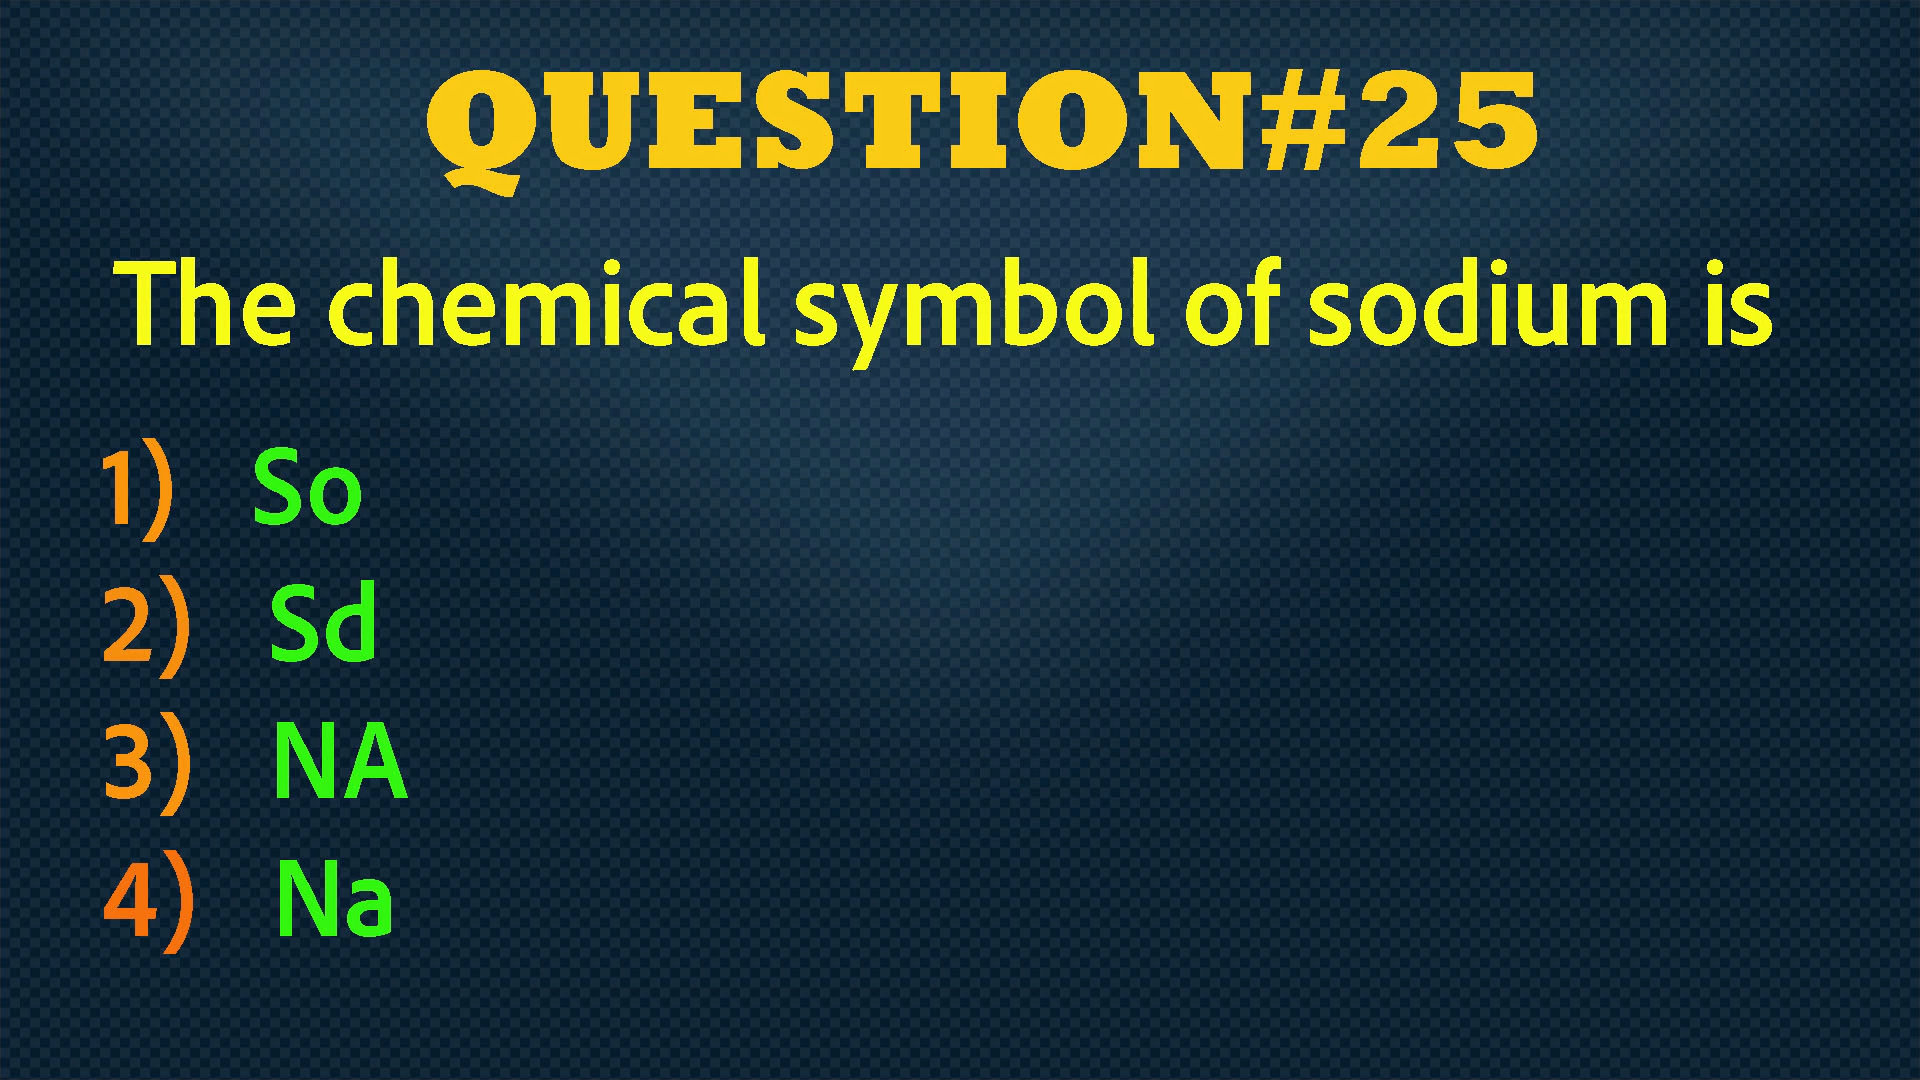 QUESTION#25
The chemical symbol of sodium is
1) So
2) Sd
3) NA
4) Na